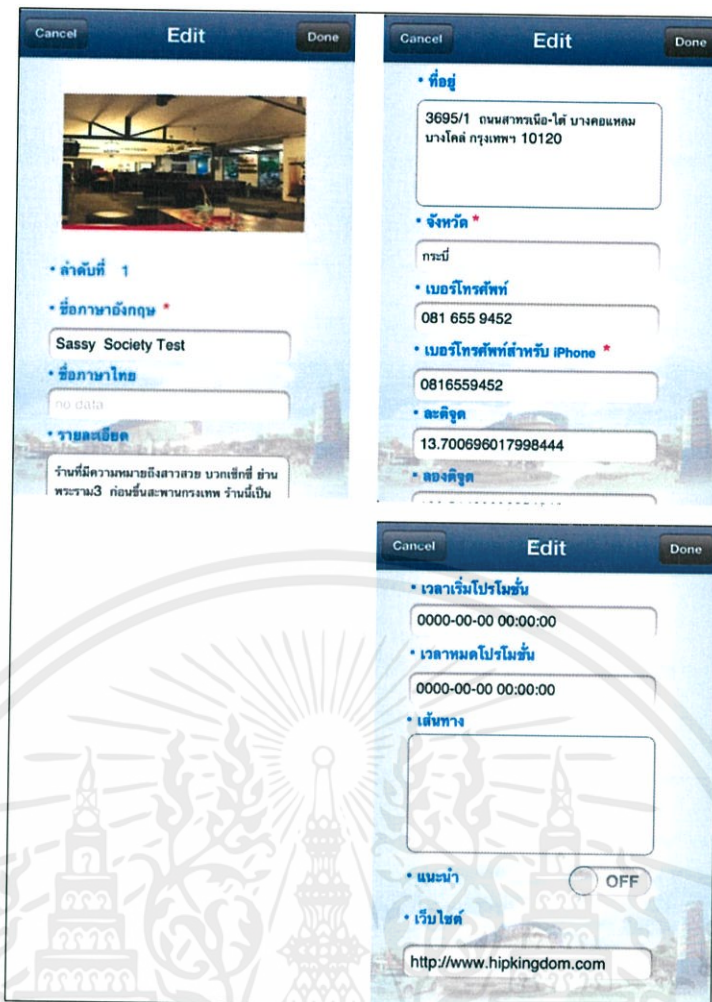 Cancel Edit Done
• ลำดับที่ 1
• ชื่อภาษาอังกฤษ *
Sassy Society Test
• ชื่อภาษาไทย
no data
• รายละเอียด
ร้านที่มีความหมายถึงสาวสวย บวกเซ็กซี่ ย่าน
พระราม3 ก่อนขึ้นสะพานกรุงเทพ ร้านนี้เป็น
Cancel Edit Done
• ที่อยู่
3695/1 ถนนสาทรเนือ-ใต้ บางคอแหลม
บางโคล่ กรุงเทพฯ 10120
• จังหวัด *
กระบี่
• เบอร์โทรศัพท์
081 655 9452
• เบอร์โทรศัพท์สำหรับ iPhone *
0816559452
• ละติจูด
13.700696017998444
• ลองติจูด
Cancel Edit Done
• เวลาเริ่มโปรโมชั่น
0000-00-00 00:00:00
• เวลาหมดโปรโมชั่น
0000-00-00 00:00:00
• เส้นทาง
• แนะนำ OFF
• เว็บไซต์
http://www.hipkingdom.com